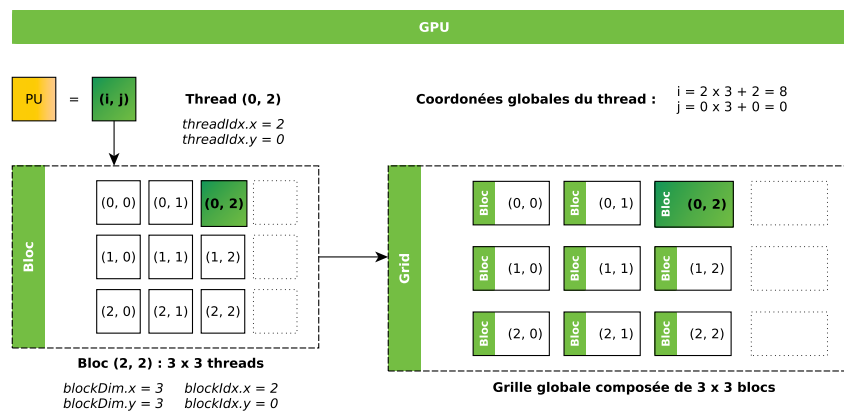 GPU
PU = (i, j)
Thread (0, 2)
threadIdx.x = 2
threadIdx.y = 0
Coordonées globales du thread :
i = 2 x 3 + 2 = 8
j = 0 x 3 + 0 = 0
Bloc
(0, 0) (0, 1) (0, 2)
(1, 0) (1, 1) (1, 2)
(2, 0) (2, 1) (2, 2)
Bloc (2, 2) : 3 x 3 threads
blockDim.x = 3 blockIdx.x = 2
blockDim.y = 3 blockIdx.y = 0
Grid
Bloc (0, 0) Bloc (0, 1) Bloc (0, 2)
Bloc (1, 0) Bloc (1, 1) Bloc (1, 2)
Bloc (2, 0) Bloc (2, 1) Bloc (2, 2)
Grille globale composée de 3 x 3 blocs